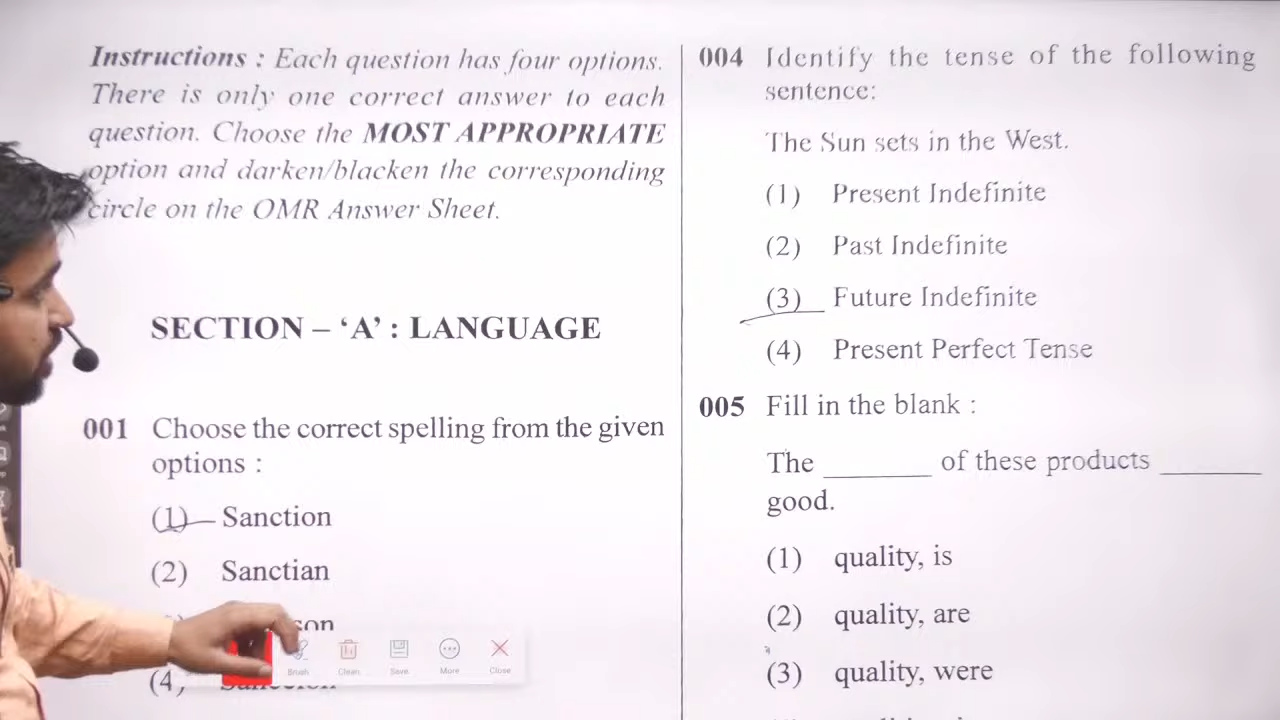 Instructions : Each question has four options.
There is only one correct answer to each
question. Choose the MOST APPROPRIATE
option and darken/blacken the corresponding
circle on the OMR Answer Sheet.
SECTION – ‘A’ : LANGUAGE
001 Choose the correct spelling from the given
options :
(1) Sanction
(2) Sanctian
(4)
Brush
Clean
Save
More
Close
004 Identify the tense of the following
sentence:
The Sun sets in the West.
(1) Present Indefinite
(2) Past Indefinite
(3) Future Indefinite
(4) Present Perfect Tense
005 Fill in the blank :
The ________ of these products ________
good.
(1) quality, is
(2) quality, are
(3) quality, were